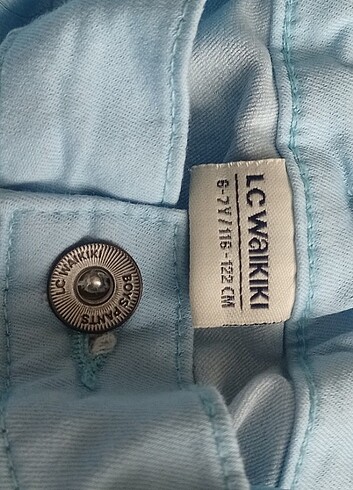 LC WAIKIKI
6-7Y / 116 - 122 CM
LC WAIKIKI
BOYS' PANTS